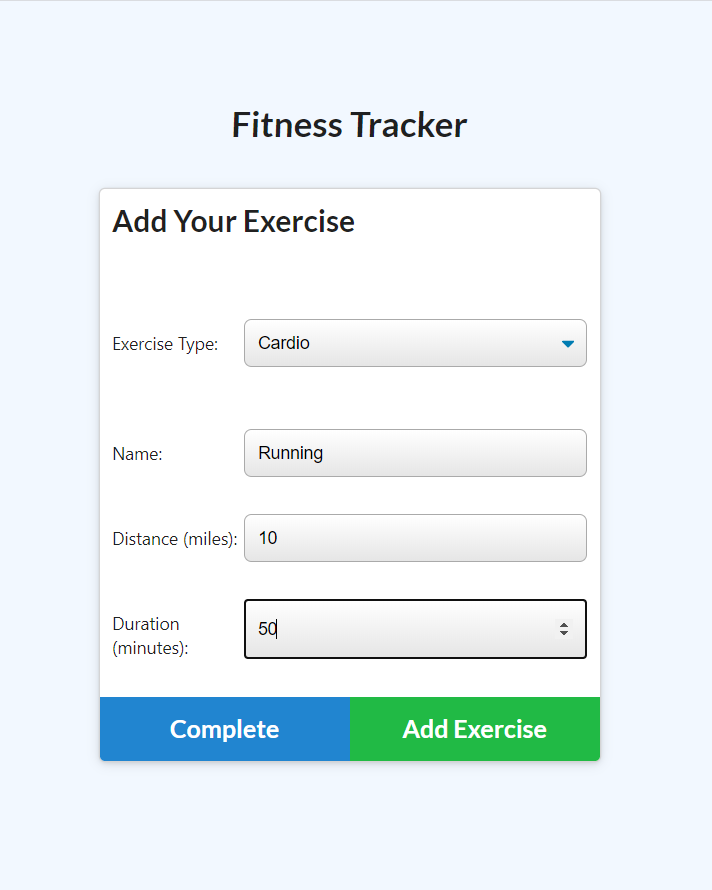 Fitness Tracker
Add Your Exercise
Exercise Type: Cardio
Name: Running
Distance (miles): 10
Duration (minutes): 50
Complete Add Exercise